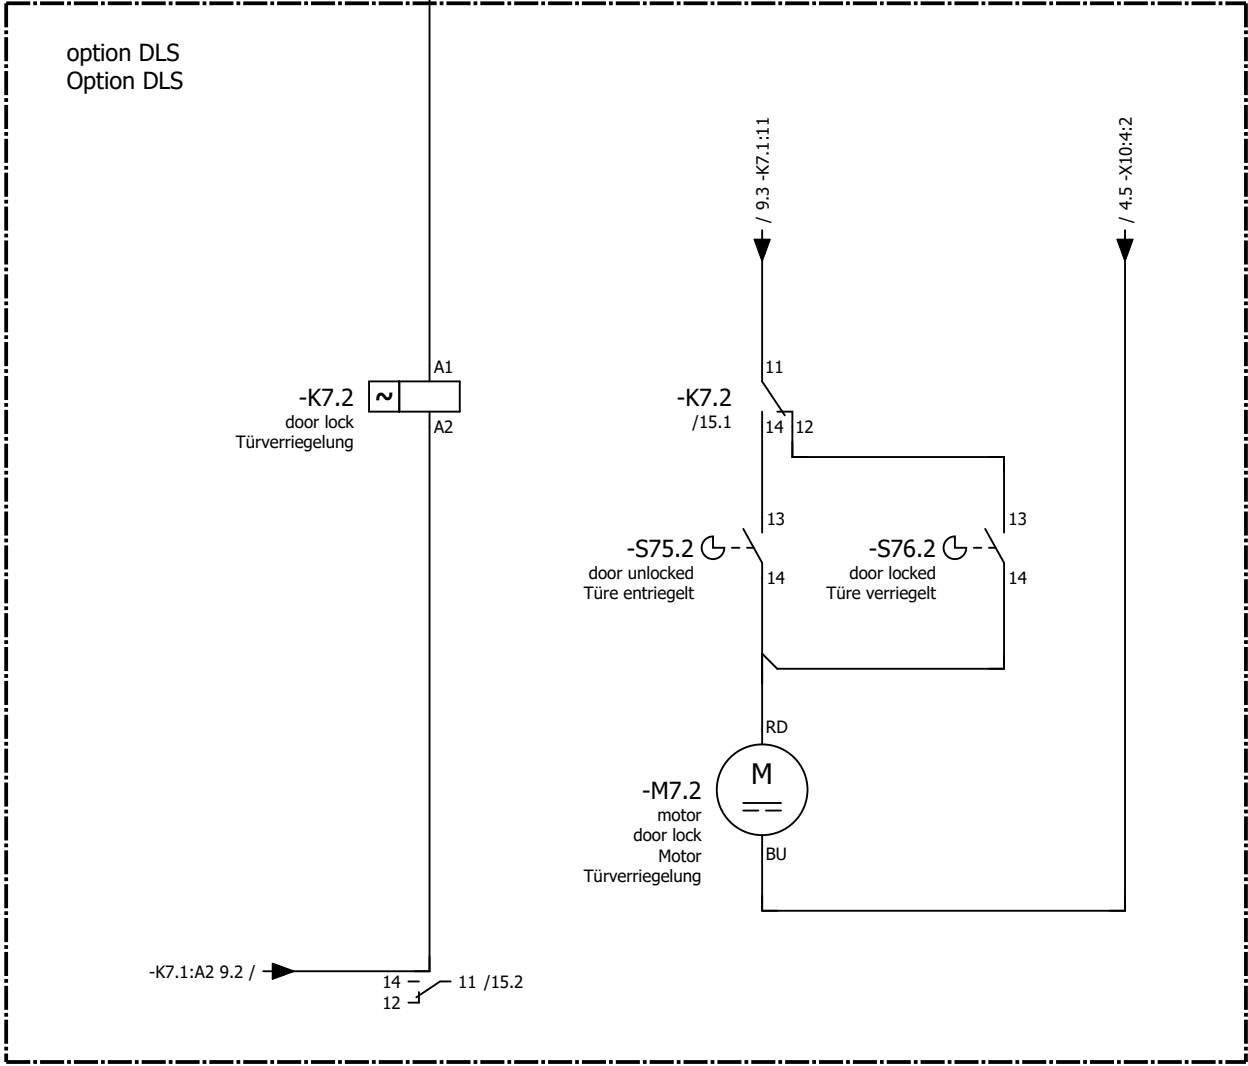 option DLS
Option DLS
/ 9.3 -K7.1:11
/ 4.5 -X10:4:2
A1
-K7.2
door lock
Türverriegelung
A2
11
-K7.2
/15.1
14
12
13
-S75.2
door unlocked
Türe entriegelt
14
13
-S76.2
door locked
Türe verriegelt
14
RD
M
-M7.2
motor
door lock
Motor
Türverriegelung
BU
-K7.1:A2 9.2 /
14
11 /15.2
12